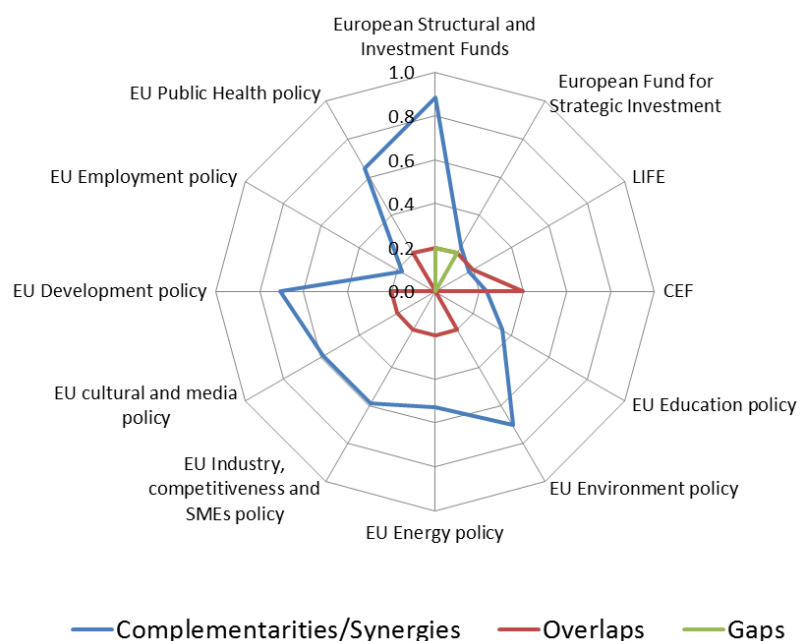 European Structural and
Investment Funds
European Fund for
Strategic Investment
LIFE
CEF
EU Education policy
EU Environment policy
EU Energy policy
EU Industry,
competitiveness and
SMEs policy
EU cultural and media
policy
EU Development policy
EU Employment policy
EU Public Health policy
1.0
0.8
0.6
0.4
0.2
0.0
Complementarities/Synergies
Overlaps
Gaps